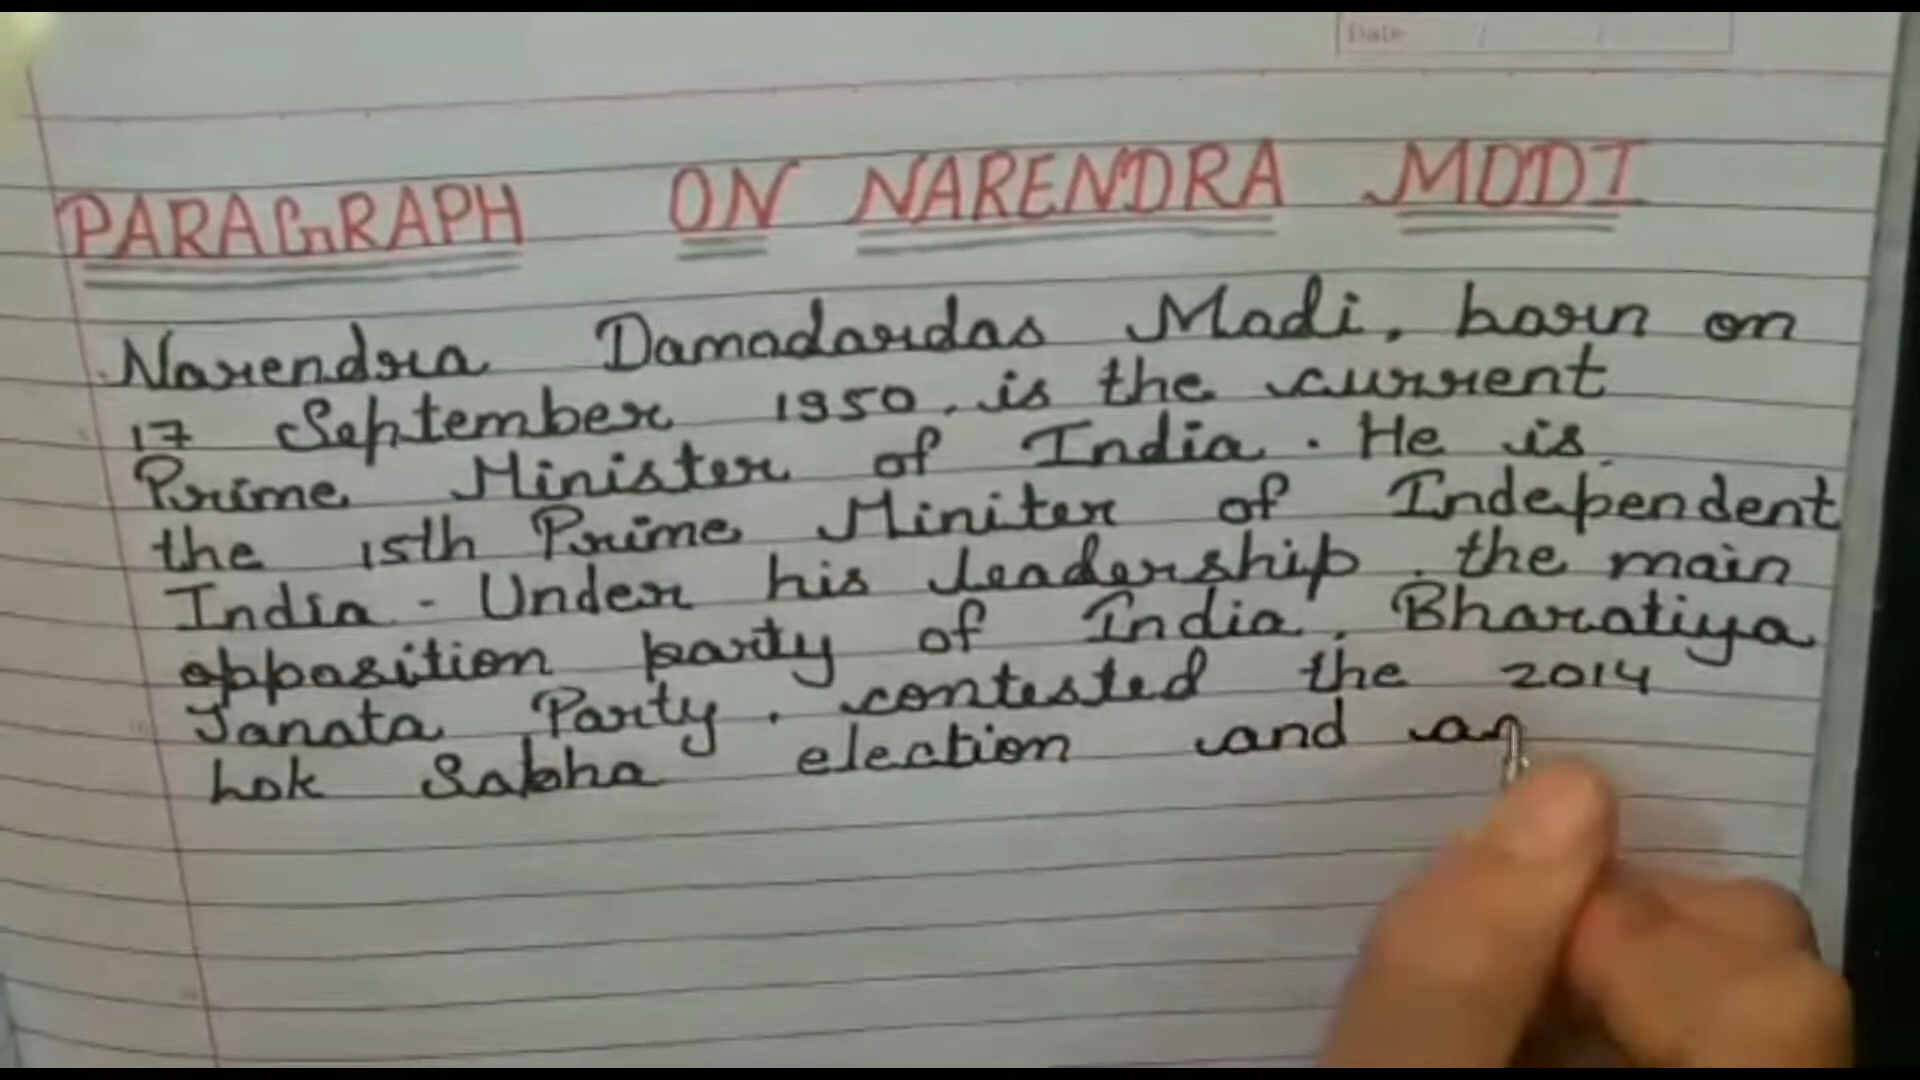 Date
PARAGRAPH ON NARENDRA MODI
Narendra Damodardas Modi, born on
17 September 1950, is the current
Prime Minister of India. He is
the 15th Prime Miniter of Independent
India. Under his leadership, the main
opposition party of India, Bharatiya
Janata Party, contested the 2014
Lok Sabha election and